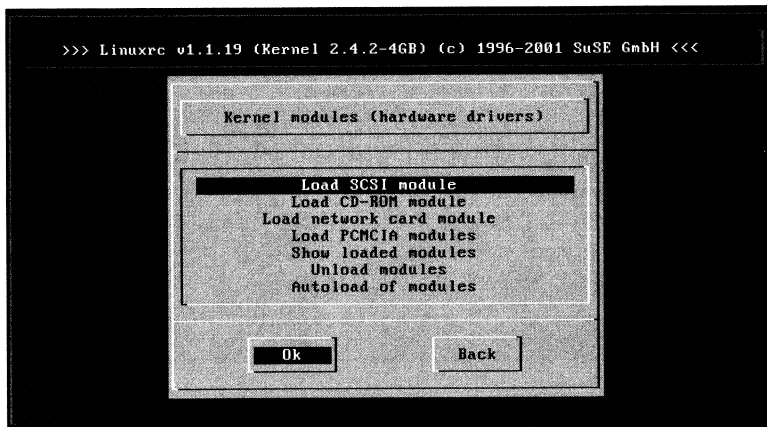 >>> Linuxrc v1.1.19 (Kernel 2.4.2-4GB) (c) 1996-2001 SuSE GmbH <<<
Kernel modules (hardware drivers)
Load SCSI module
Load CD-ROM module
Load network card module
Load PCMCIA modules
Show loaded modules
Unload modules
Autoload of modules
Ok
Back